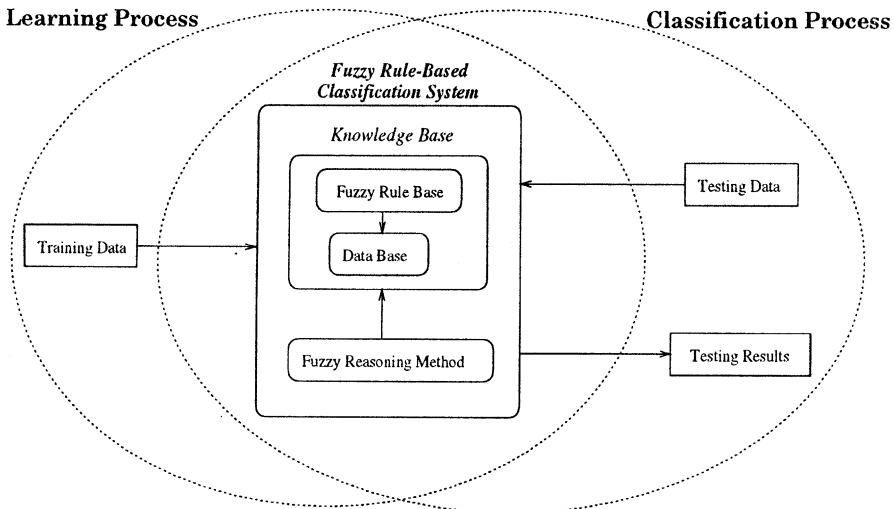 Learning Process
Classification Process
Fuzzy Rule-Based
Classification System
Knowledge Base
Fuzzy Rule Base
Testing Data
Training Data
Data Base
Fuzzy Reasoning Method
Testing Results